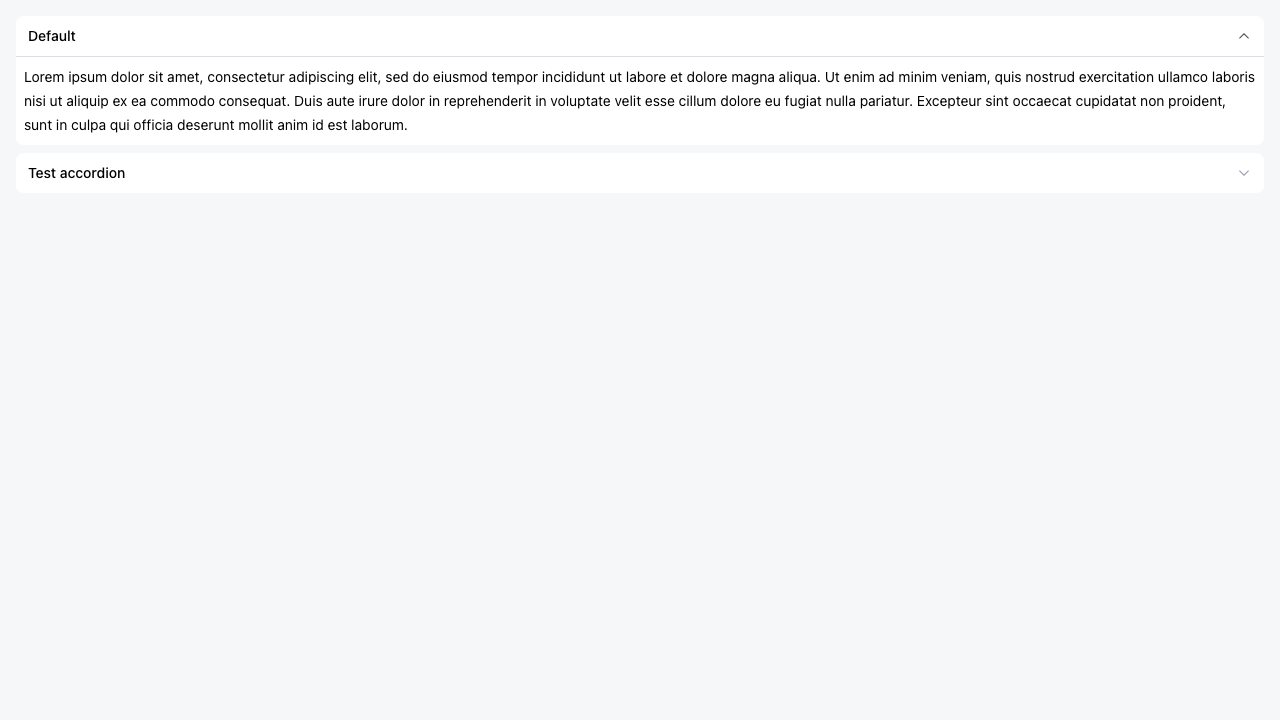 Default
Lorem ipsum dolor sit amet, consectetur adipiscing elit, sed do eiusmod tempor incididunt ut labore et dolore magna aliqua. Ut enim ad minim veniam, quis nostrud exercitation ullamco laboris
nisi ut aliquip ex ea commodo consequat. Duis aute irure dolor in reprehenderit in voluptate velit esse cillum dolore eu fugiat nulla pariatur. Excepteur sint occaecat cupidatat non proident,
sunt in culpa qui officia deserunt mollit anim id est laborum.
Test accordion